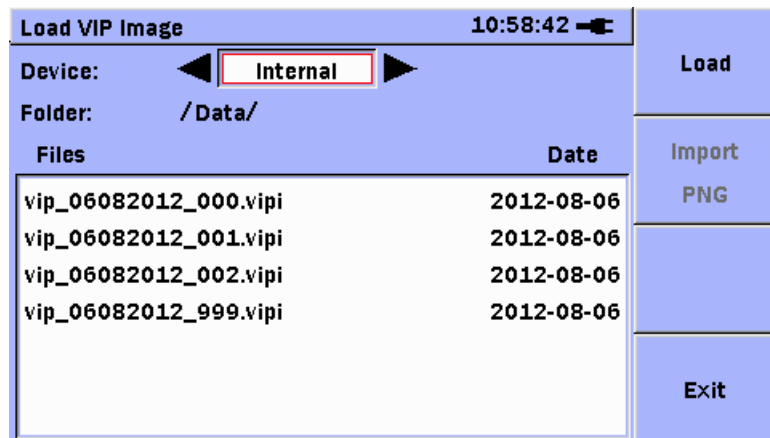 Load VIP Image 10:58:42
Device: Internal
Folder: /Data/
Files Date
vip_06082012_000.vipi 2012-08-06
vip_06082012_001.vipi 2012-08-06
vip_06082012_002.vipi 2012-08-06
vip_06082012_999.vipi 2012-08-06
Load
Import
PNG
Exit